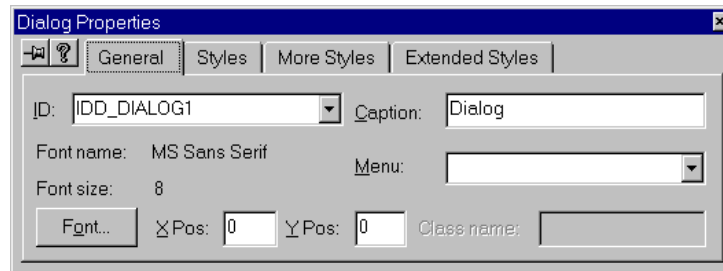 Dialog Properties
? General Styles More Styles Extended Styles
ID: IDD_DIALOG1 Caption: Dialog
Font name: MS Sans Serif Menu:
Font size: 8
Font... X Pos: 0 Y Pos: 0 Class name: